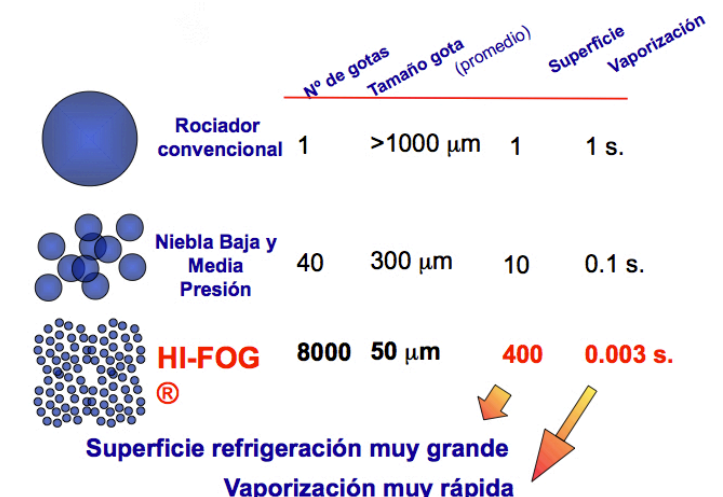 Nº de gotas
Tamaño gota
(promedio)
Superficie
Vaporización
Rociador
convencional 1 >1000 µm 1 1 s.
Niebla Baja y
Media
Presión
40 300 µm 10 0.1 s.
HI-FOG
®
8000 50 µm 400 0.003 s.
Superficie refrigeración muy grande
Vaporización muy rápida